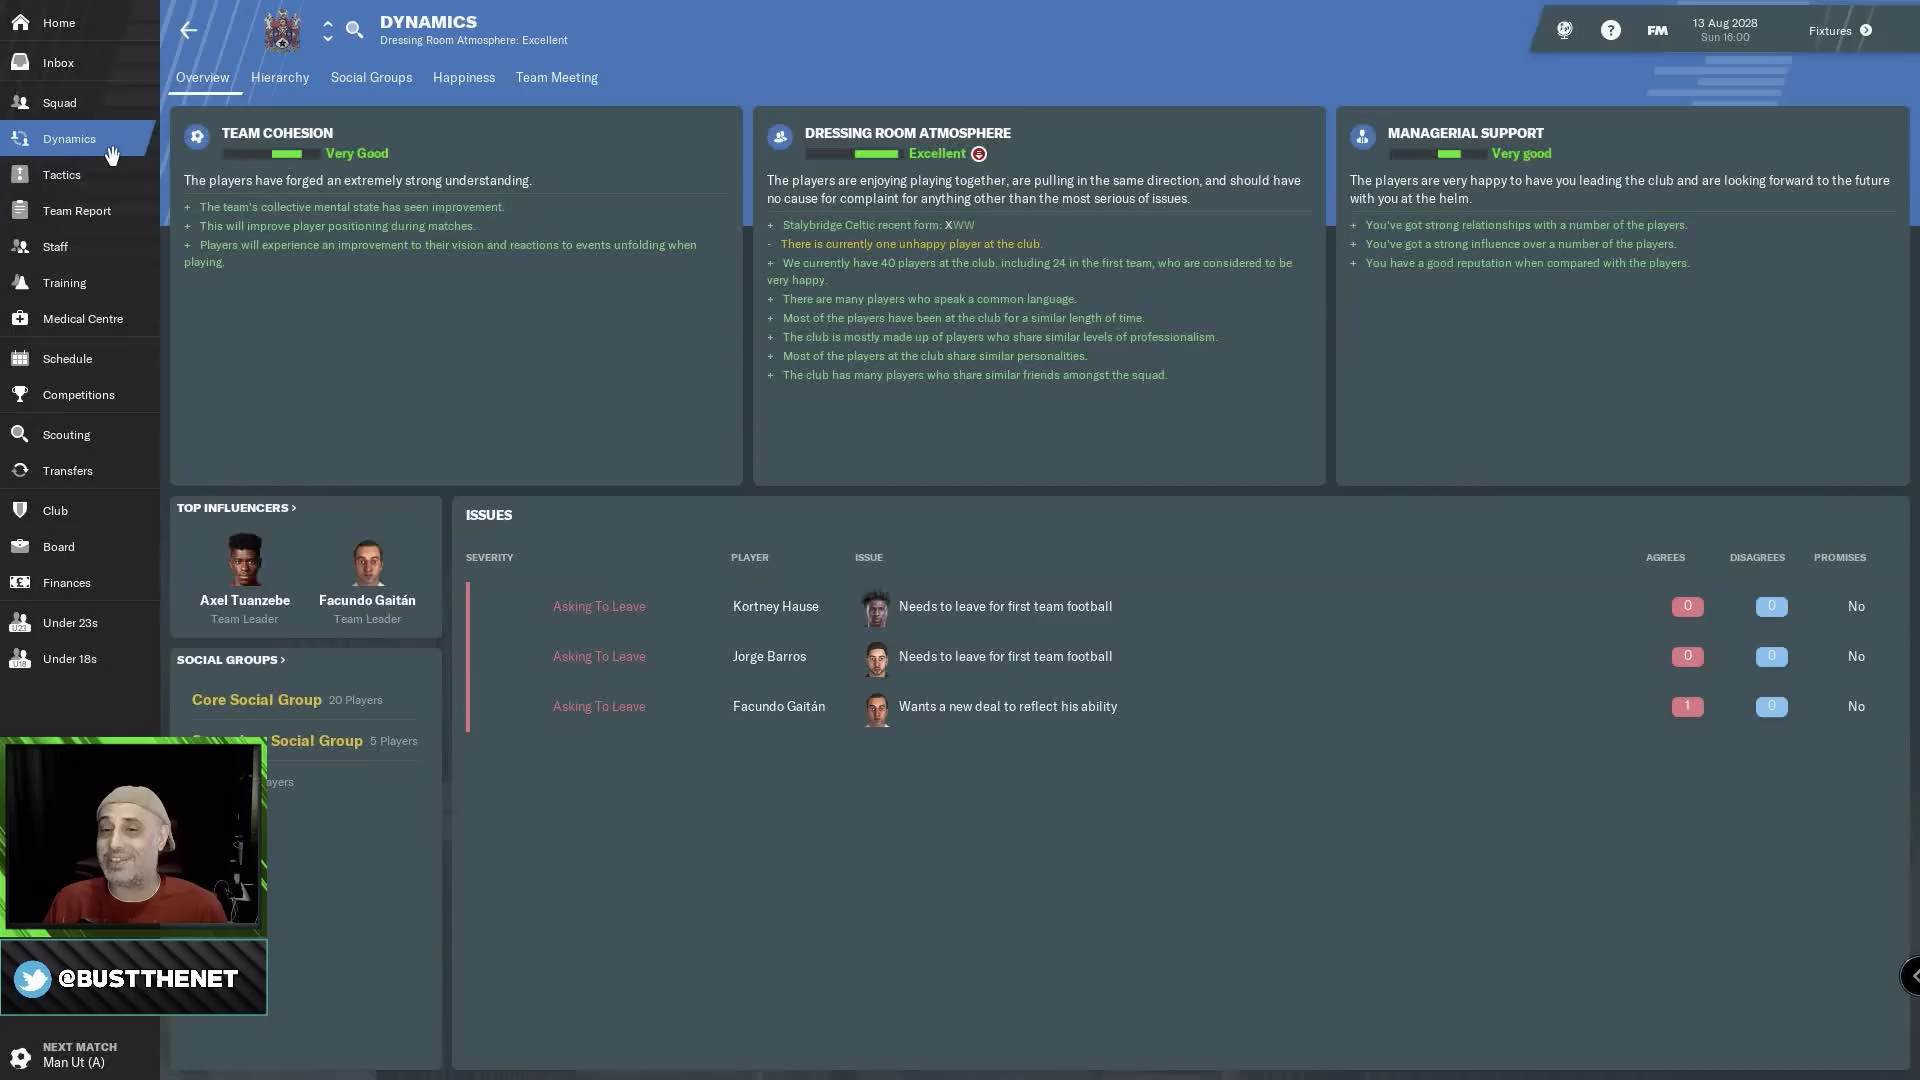 Home
Inbox
Squad
Dynamics
Tactics
Team Report
Staff
Training
Medical Centre
Schedule
Competitions
Scouting
Transfers
Club
Board
Finances
Under 23s
Under 18s
DYNAMICS
Dressing Room Atmosphere: Excellent
FM
13 Aug 2028
Sun 16:00
Fixtures
Overview
Hierarchy
Social Groups
Happiness
Team Meeting
TEAM COHESION
Very Good
The players have forged an extremely strong understanding.
+ The team's collective mental state has seen improvement.
+ This will improve player positioning during matches.
+ Players will experience an improvement to their vision and reactions to events unfolding when
playing.
DRESSING ROOM ATMOSPHERE
Excellent
The players are enjoying playing together, are pulling in the same direction, and should have
no cause for complaint for anything other than the most serious of issues.
+ Stalybridge Celtic recent form: XWW
- There is currently one unhappy player at the club.
+ We currently have 40 players at the club, including 24 in the first team, who are considered to be
very happy.
+ There are many players who speak a common language.
+ Most of the players have been at the club for a similar length of time.
+ The club is mostly made up of players who share similar levels of professionalism.
+ Most of the players at the club share similar personalities.
+ The club has many players who share similar friends amongst the squad.
MANAGERIAL SUPPORT
Very good
The players are very happy to have you leading the club and are looking forward to the future
with you at the helm.
+ You've got strong relationships with a number of the players.
+ You've got a strong influence over a number of the players.
+ You have a good reputation when compared with the players.
TOP INFLUENCERS >
Axel Tuanzebe
Team Leader
Facundo Gaitán
Team Leader
SOCIAL GROUPS >
Core Social Group 20 Players
Social Group 5 Players
ayers
ISSUES
SEVERITY PLAYER ISSUE AGREES DISAGREES PROMISES
Asking To Leave Kortney Hause Needs to leave for first team football 0 0 No
Asking To Leave Jorge Barros Needs to leave for first team football 0 0 No
Asking To Leave Facundo Gaitán Wants a new deal to reflect his ability 1 0 No
@BUSTTHENET
NEXT MATCH
Man Ut (A)